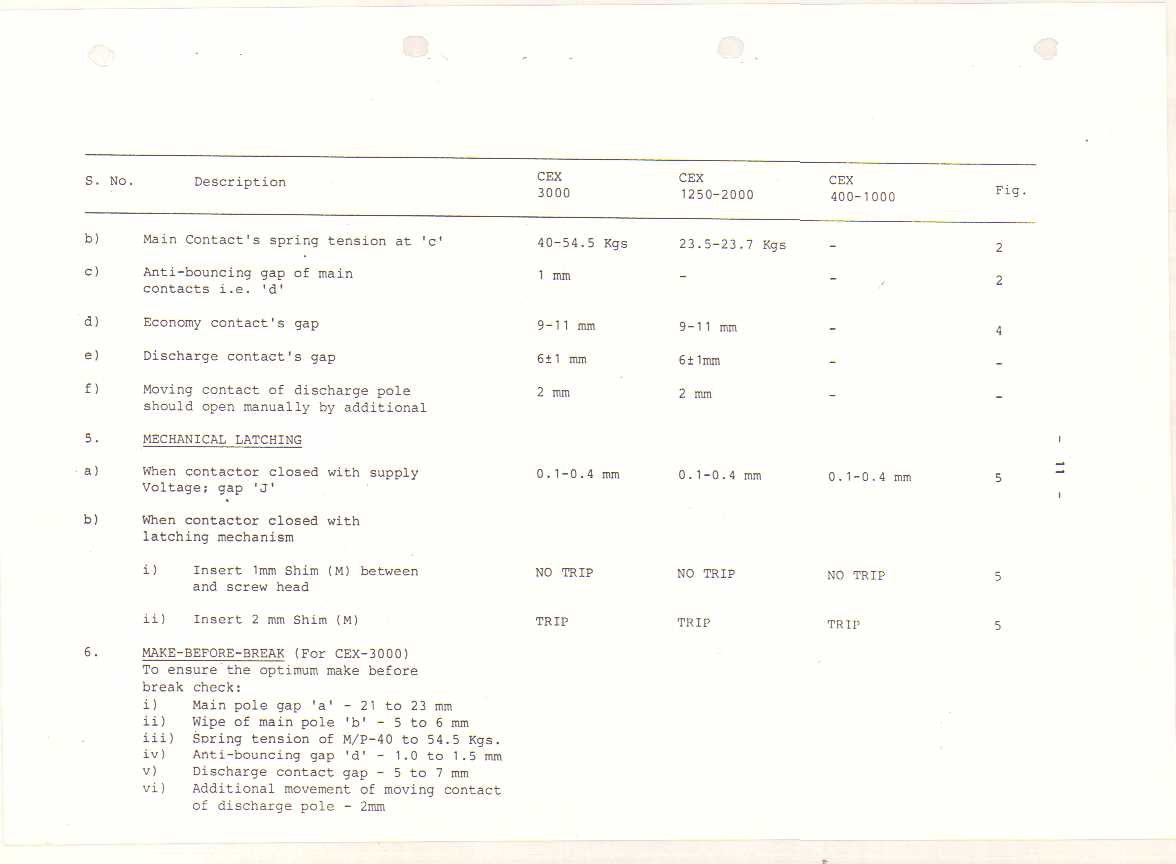 S. No. Description CEX 3000 CEX 1250-2000 CEX 400-1000 Fig.
b) Main Contact's spring tension at 'c' 40-54.5 Kgs 23.5-23.7 Kgs - 2
c) Anti-bouncing gap of main 1 mm - - 2
contacts i.e. 'd'
d) Economy contact's gap 9-11 mm 9-11 mm - 4
e) Discharge contact's gap 6±1 mm 6±1mm - -
f) Moving contact of discharge pole 2 mm 2 mm - -
should open manually by additional
5. MECHANICAL LATCHING
a) When contactor closed with supply 0.1-0.4 mm 0.1-0.4 mm 0.1-0.4 mm 5
Voltage; gap 'J'
b) When contactor closed with
latching mechanism
i) Insert 1mm Shim (M) between NO TRIP NO TRIP NO TRIP 5
and screw head
ii) Insert 2 mm Shim (M) TRIP TRIP TRIP 5
6. MAKE-BEFORE-BREAK (For CEX-3000)
To ensure the optimum make before
break check:
i) Main pole gap 'a' - 21 to 23 mm
ii) Wipe of main pole 'b' - 5 to 6 mm
iii) Spring tension of M/P-40 to 54.5 Kgs.
iv) Anti-bouncing gap 'd' - 1.0 to 1.5 mm
v) Discharge contact gap - 5 to 7 mm
vi) Additional movement of moving contact
of discharge pole - 2mm
- 11 -